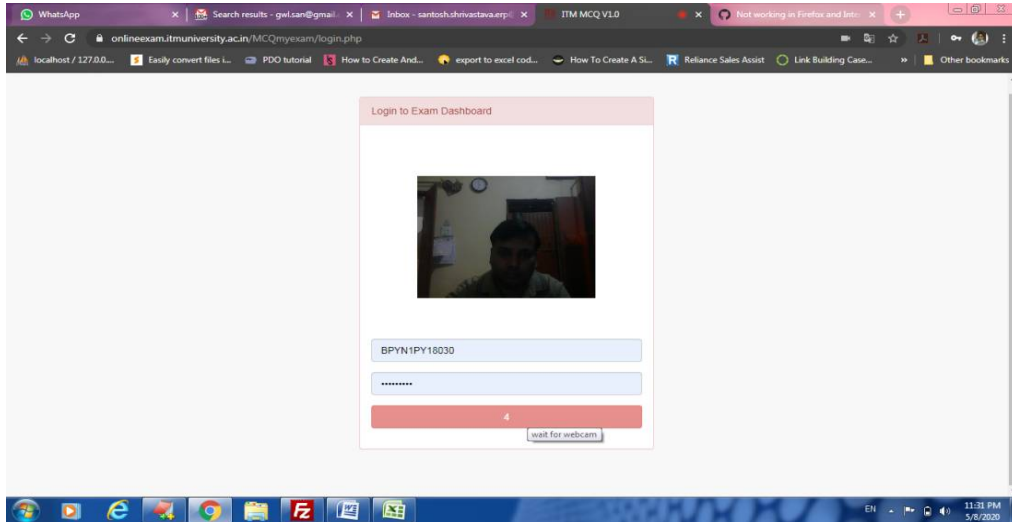 WhatsApp
Search results - gwl.san@gmail.
Inbox - santosh.shrivastava.erp
ITM MCQ V1.0
Not working in Firefox and Inte
onlineexam.itmuniversity.ac.in/MCQmyexam/login.php
localhost / 127.0.0....
Easily convert files i...
PDO tutorial
How to Create And...
export to excel cod...
How To Create A Si...
Reliance Sales Assist
Link Building Case...
»
Other bookmarks
Login to Exam Dashboard
BPYN1PY18030
•••••••••
4
wait for webcam
EN
11:31 PM
5/8/2020